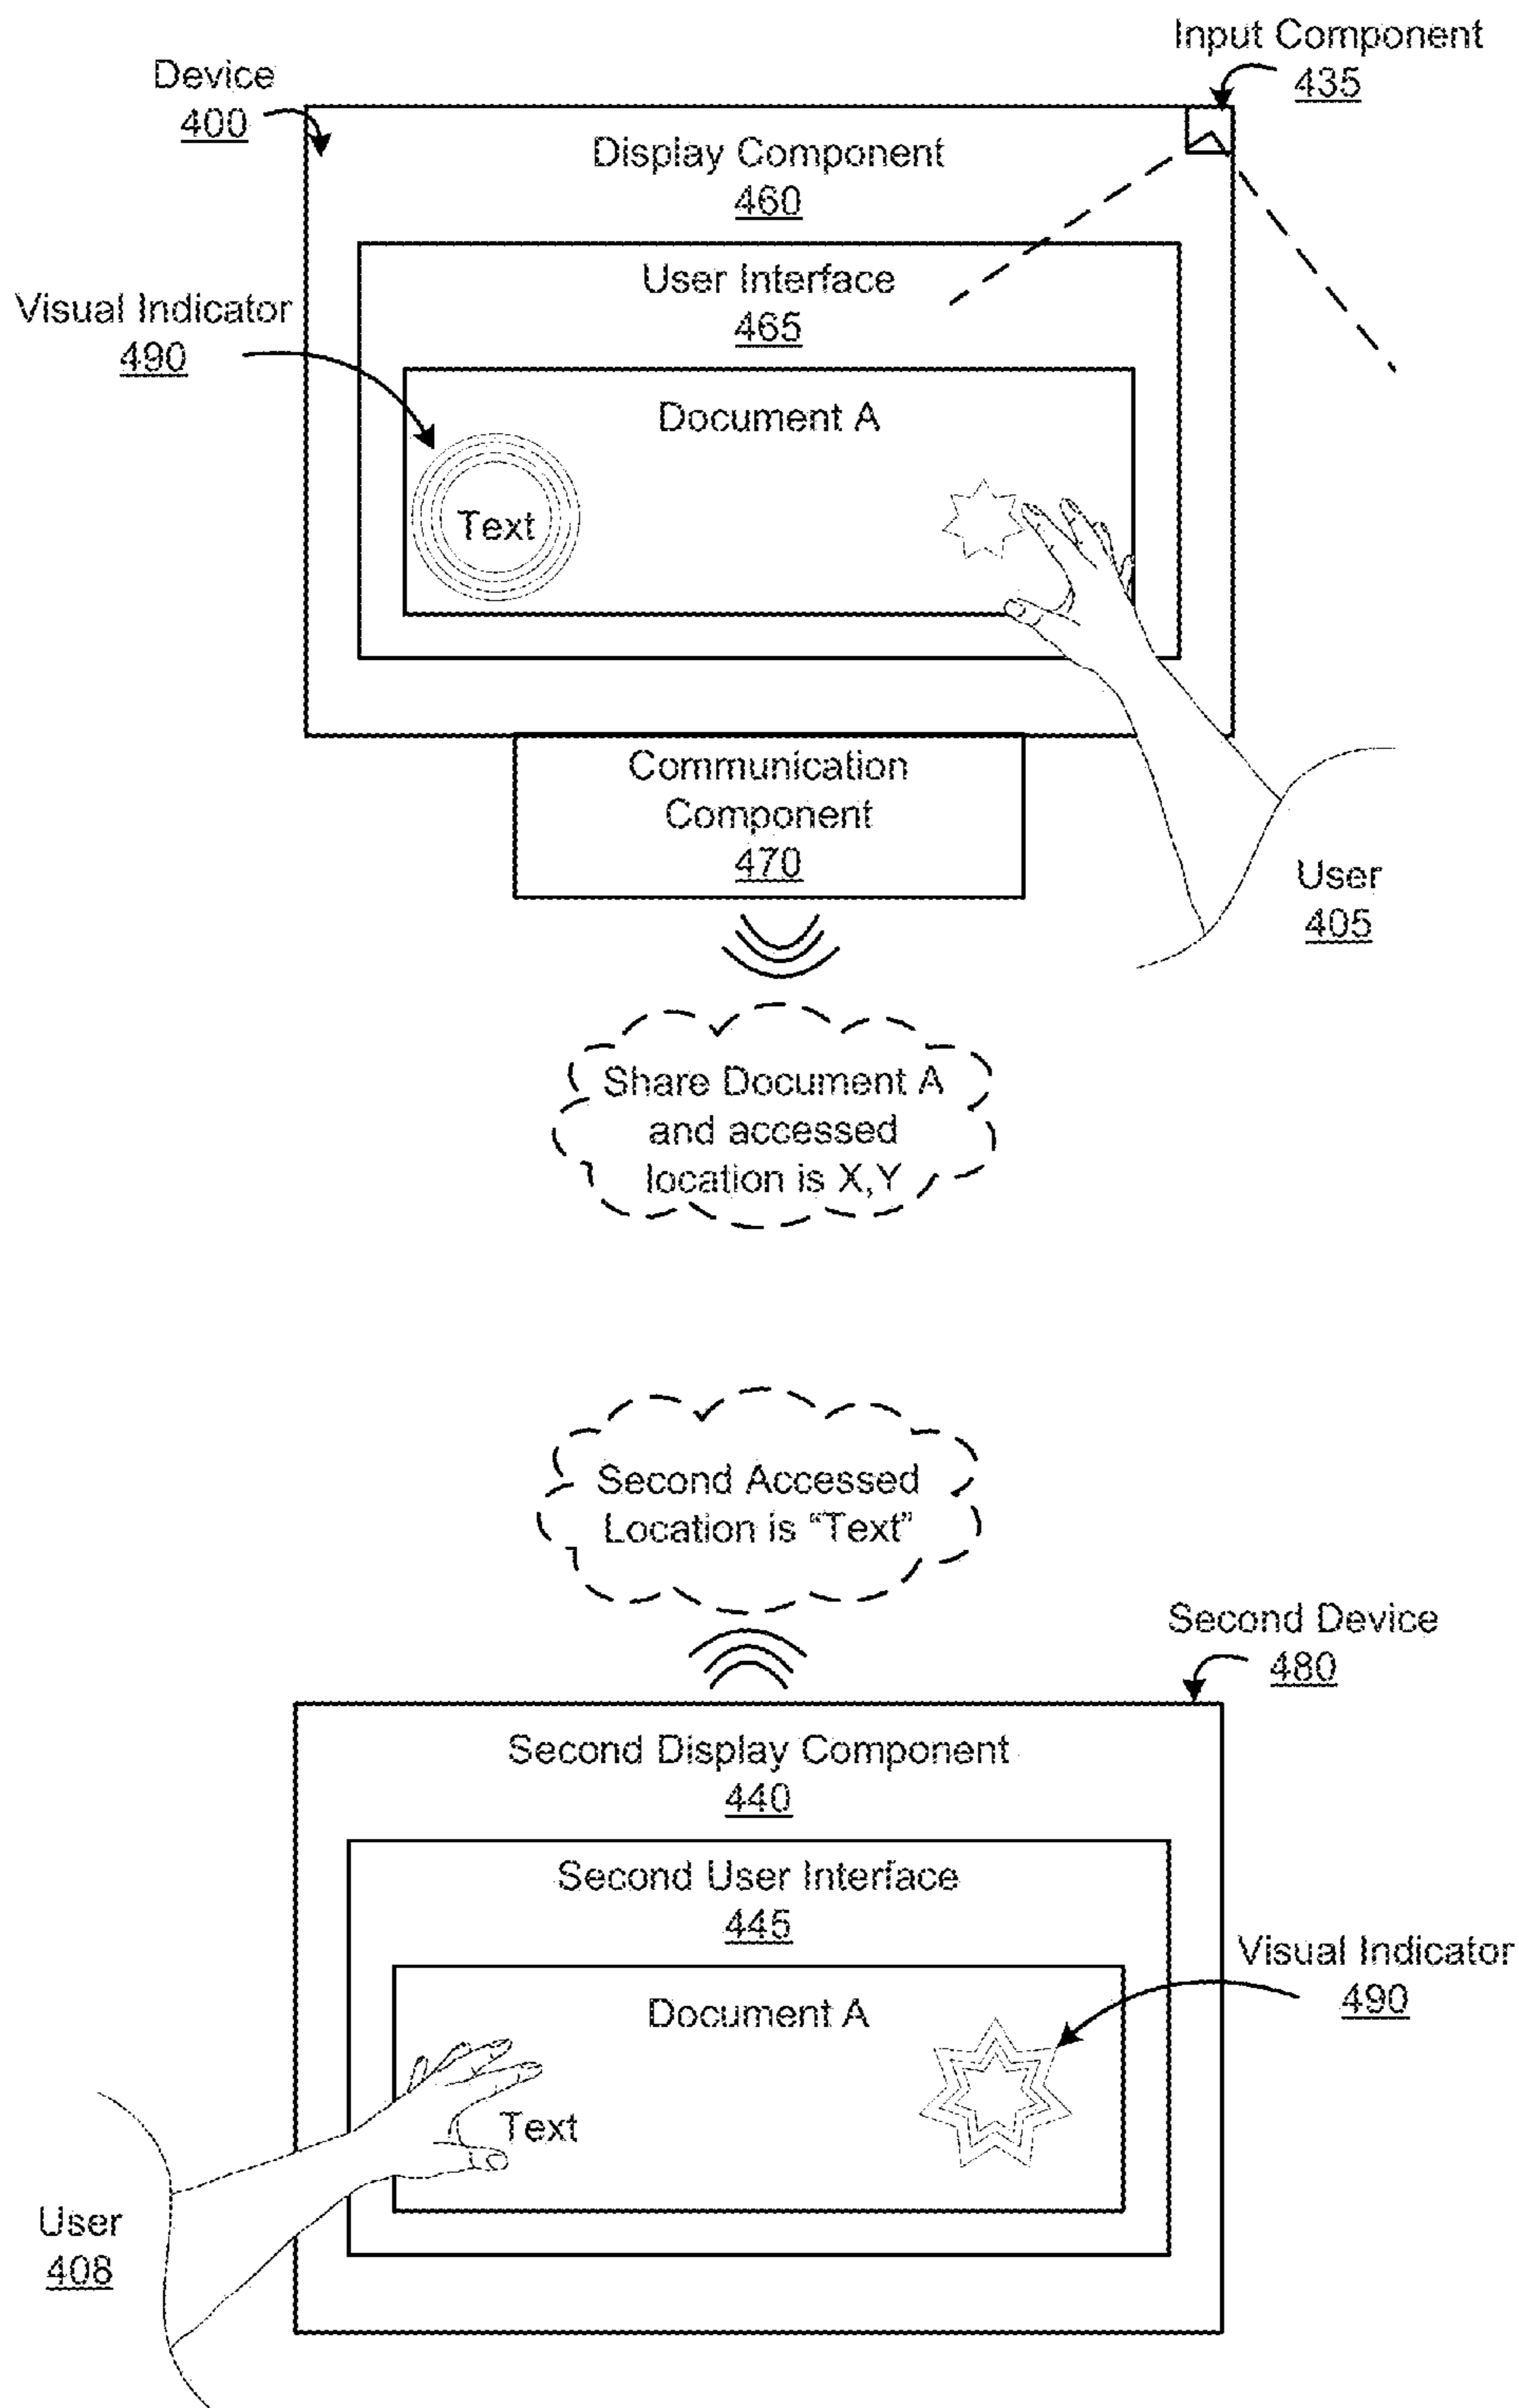 Input Component
435
Device
400
Display Component
460
User Interface
465
Visual Indicator
490
Document A
Text
Communication
Component
470
User
405
Share Document A
and accessed
location is X,Y
Second Accessed
Location is “Text”
Second Device
480
Second Display Component
440
Second User Interface
445
Visual Indicator
490
Document A
Text
User
408